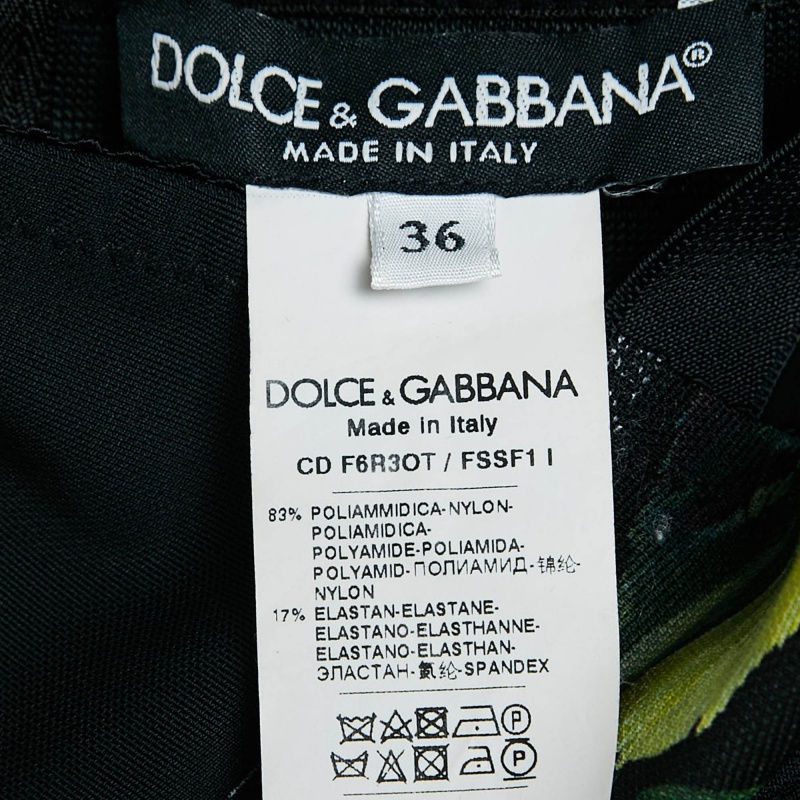 DOLCE & GABBANA®
MADE IN ITALY
36
DOLCE & GABBANA
Made in Italy
CD F6R3OT / FSSF1 I
83% POLIAMMIDICA-NYLON-
POLIAMIDICA-
POLYAMIDE-POLIAMIDA-
POLYAMID-ПОЛИАМИД-锦纶-
NYLON
17% ELASTAN-ELASTANE-
ELASTANO-ELASTHANNE-
ELASTANO-ELASTHAN-
ЭЛАСТАН-氨纶-SPANDEX
P
P